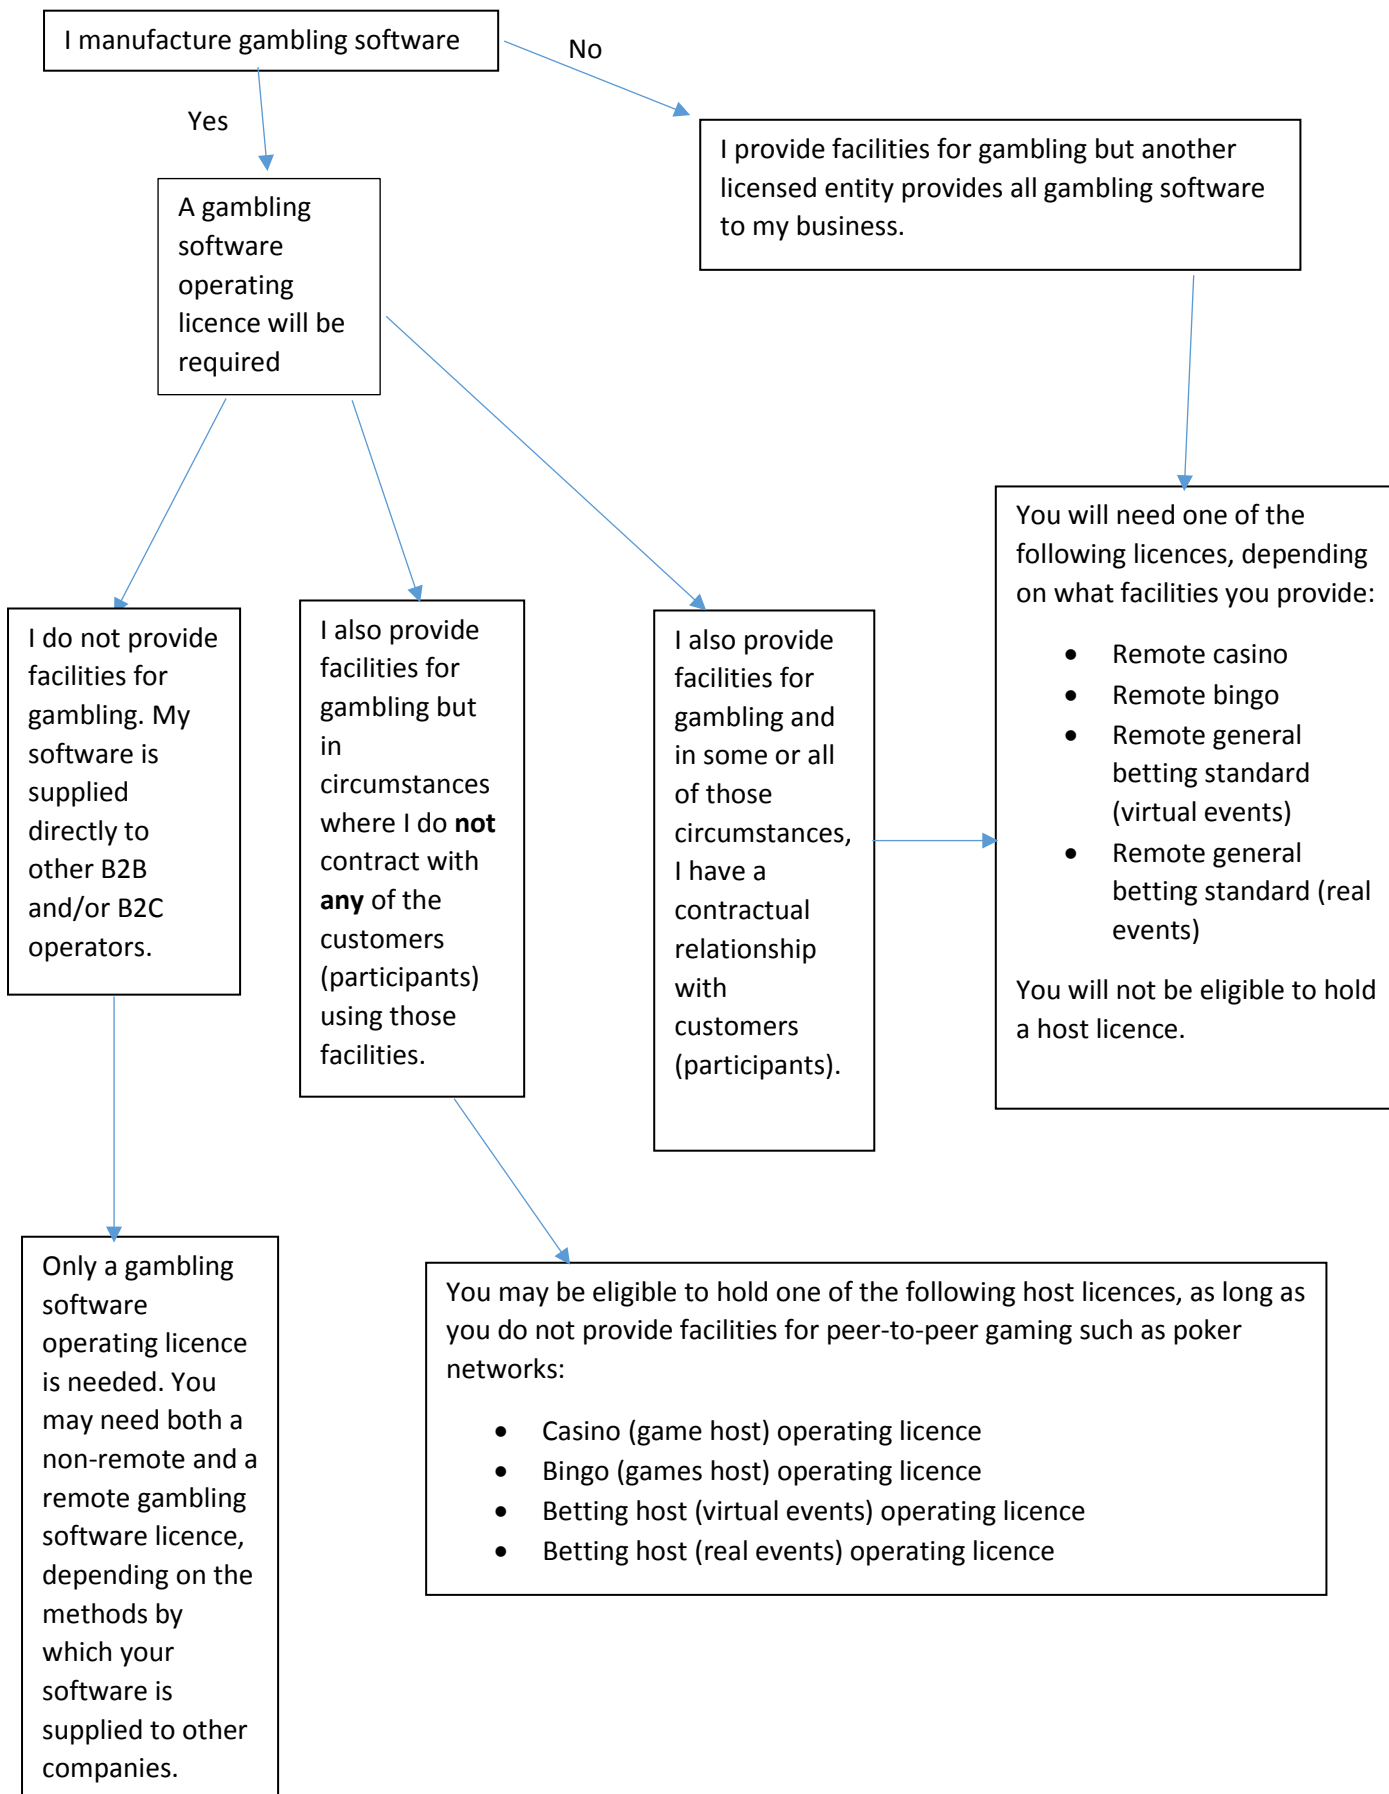 I manufacture gambling software
No
Yes
I provide facilities for gambling but another
licensed entity provides all gambling software
to my business.
A gambling
software
operating
licence will be
required
You will need one of the
following licences, depending
on what facilities you provide:
• Remote casino
• Remote bingo
• Remote general
betting standard
(virtual events)
• Remote general
betting standard (real
events)
You will not be eligible to hold
a host licence.
I do not provide
facilities for
gambling. My
software is
supplied
directly to
other B2B
and/or B2C
operators.
I also provide
facilities for
gambling but
in
circumstances
where I do not
contract with
any of the
customers
(participants)
using those
facilities.
I also provide
facilities for
gambling and
in some or all
of those
circumstances,
I have a
contractual
relationship
with
customers
(participants).
Only a gambling
software
operating licence
is needed. You
may need both a
non-remote and a
remote gambling
software licence,
depending on the
methods by
which your
software is
supplied to other
companies.
You may be eligible to hold one of the following host licences, as long as
you do not provide facilities for peer-to-peer gaming such as poker
networks:
• Casino (game host) operating licence
• Bingo (games host) operating licence
• Betting host (virtual events) operating licence
• Betting host (real events) operating licence